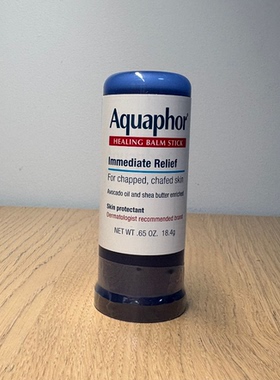 Aquaphor®
HEALING BALM STICK
Immediate Relief
For chapped, chafed skin
Avocado oil and shea butter enriched
Skin protectant
Dermatologist recommended brand
NET WT .65 OZ. 18.4g